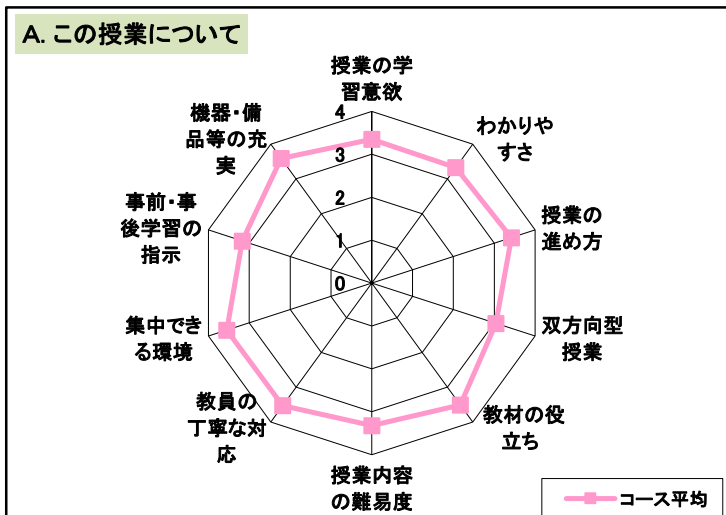 A. この授業について
授業の学
習意欲
わかりや
すさ
授業の
進め方
双方向型
授業
教材の役
立ち
授業内容
の難易度
教員の
丁寧な対
応
集中でき
る環境
事前・事
後学習の
指示
機器・備
品等の充
実
4
3
2
1
0
コース平均